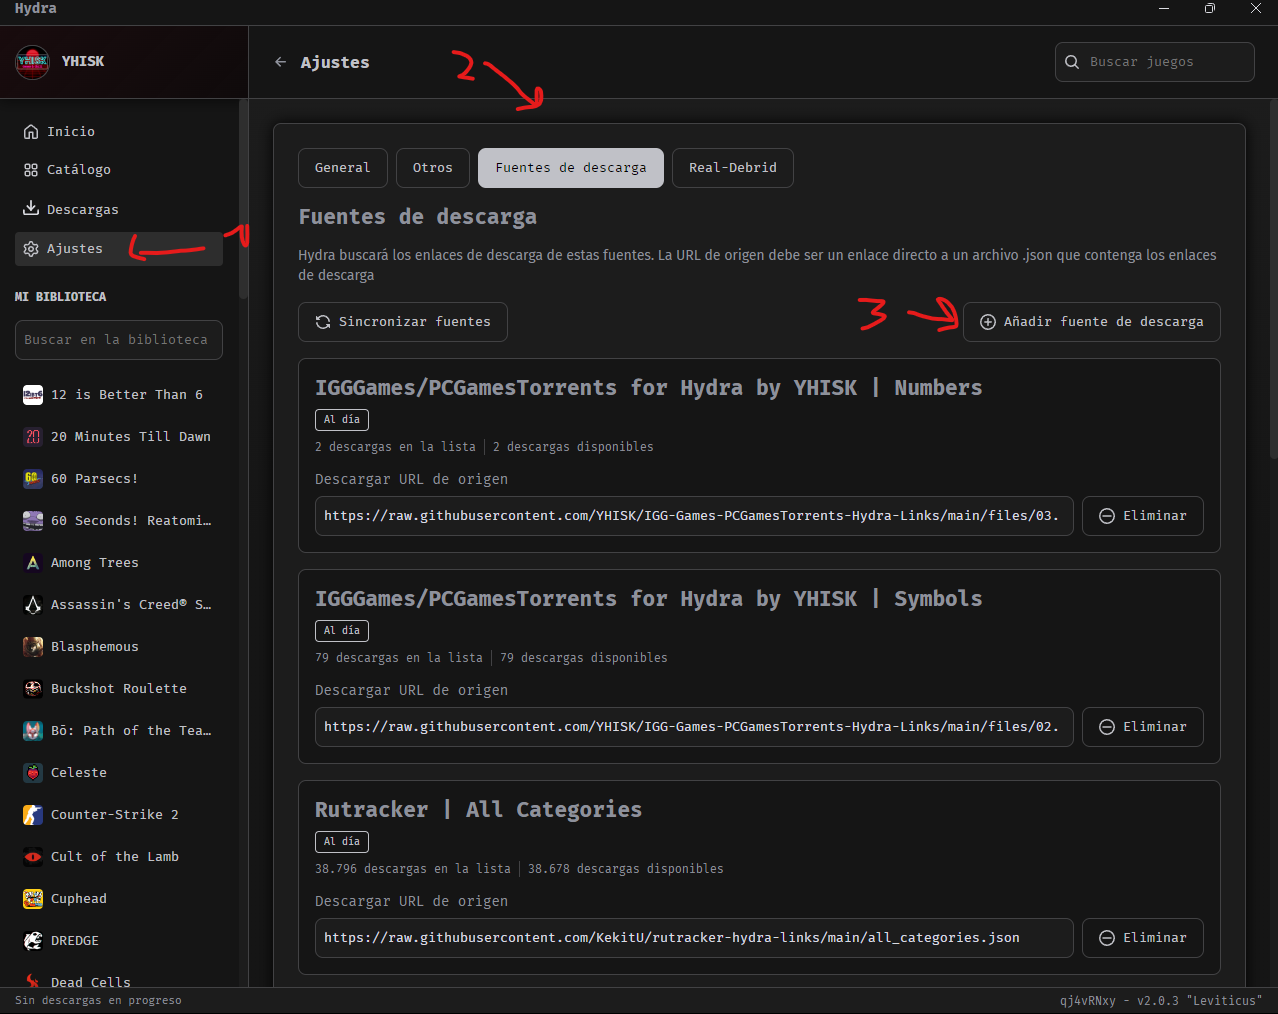 Hydra
YHISK
YHISK
Ajustes
2
Buscar juegos
Inicio
Catálogo
Descargas
Ajustes
1
MI BIBLIOTECA
Buscar en la biblioteca
12 is Better Than 6
20 Minutes Till Dawn
60 Parsecs!
60 Seconds! Reatomi…
Among Trees
Assassin's Creed® S…
Blasphemous
Buckshot Roulette
Bō: Path of the Tea…
Celeste
Counter-Strike 2
Cult of the Lamb
Cuphead
DREDGE
Dead Cells
General
Otros
Fuentes de descarga
Real-Debrid
Fuentes de descarga
Hydra buscará los enlaces de descarga de estas fuentes. La URL de origen debe ser un enlace directo a un archivo .json que contenga los enlaces
de descarga
Sincronizar fuentes
3
Añadir fuente de descarga
IGGGames/PCGamesTorrents for Hydra by YHISK | Numbers
Al día
2 descargas en la lista | 2 descargas disponibles
Descargar URL de origen
https://raw.githubusercontent.com/YHISK/IGG-Games-PCGamesTorrents-Hydra-Links/main/files/03.
Eliminar
IGGGames/PCGamesTorrents for Hydra by YHISK | Symbols
Al día
79 descargas en la lista | 79 descargas disponibles
Descargar URL de origen
https://raw.githubusercontent.com/YHISK/IGG-Games-PCGamesTorrents-Hydra-Links/main/files/02.
Eliminar
Rutracker | All Categories
Al día
38.796 descargas en la lista | 38.678 descargas disponibles
Descargar URL de origen
https://raw.githubusercontent.com/KekitU/rutracker-hydra-links/main/all_categories.json
Eliminar
Sin descargas en progreso
qj4vRNxy - v2.0.3 "Leviticus"